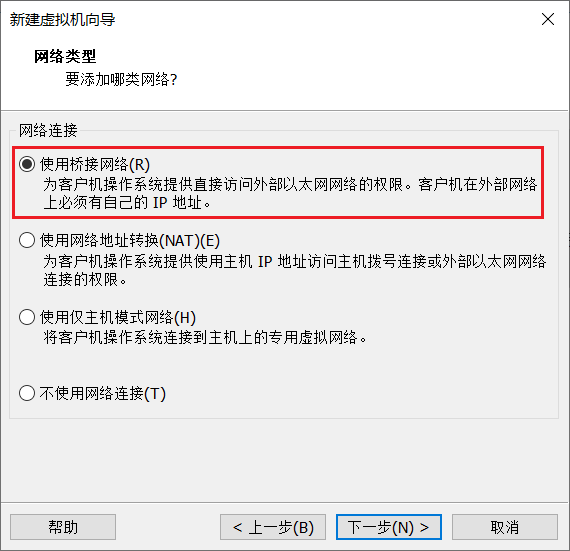 新建虚拟机向导
网络类型
要添加哪类网络?
网络连接
使用桥接网络(R)
为客户机操作系统提供直接访问外部以太网网络的权限。客户机在外部网络
上必须有自己的 IP 地址。
使用网络地址转换(NAT)(E)
为客户机操作系统提供使用主机 IP 地址访问主机拨号连接或外部以太网网络
连接的权限。
使用仅主机模式网络(H)
将客户机操作系统连接到主机上的专用虚拟网络。
不使用网络连接(T)
帮助
< 上一步(B)
下一步(N) >
取消